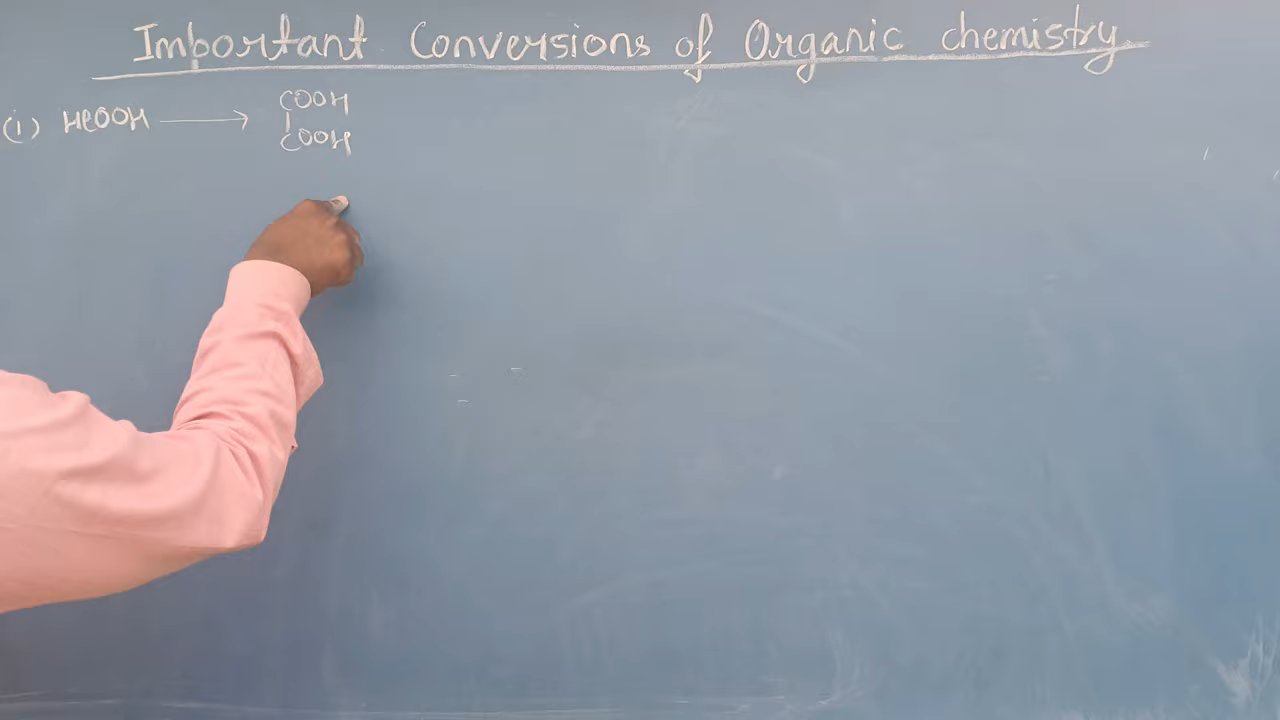 Important Conversions of Organic chemistry
(1) HCOOH ⟶ COOH
|
COOH